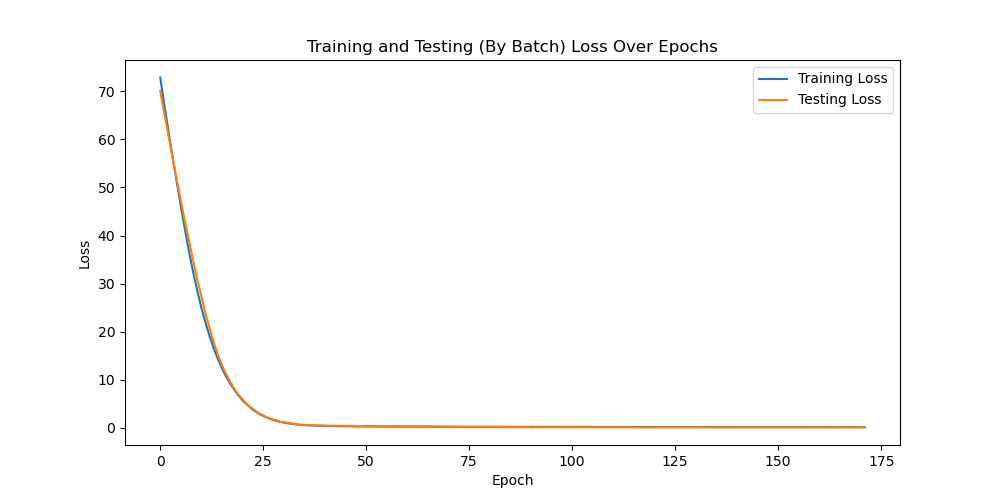 Training and Testing (By Batch) Loss Over Epochs
Training Loss
Testing Loss
70
60
50
40
30
20
10
0
Loss
0 25 50 75 100 125 150 175
Epoch